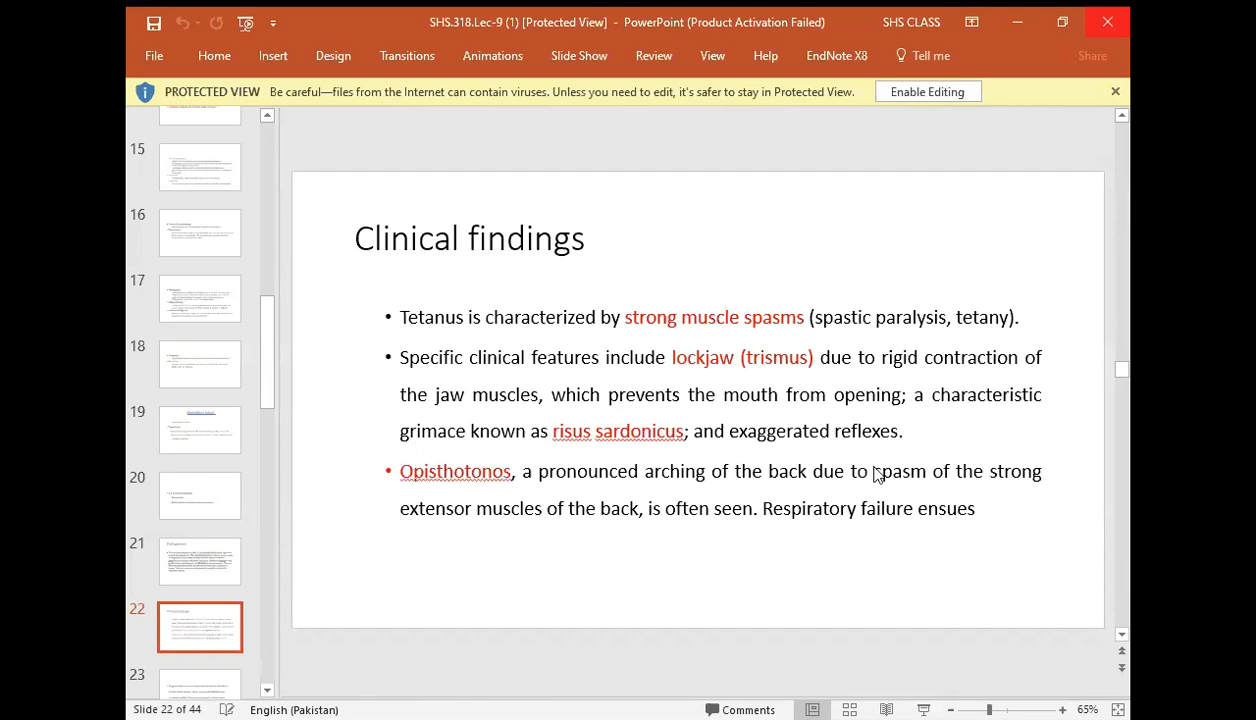 SHS.318.Lec-9 (1) [Protected View] - PowerPoint (Product Activation Failed)
SHS CLASS
File Home Insert Design Transitions Animations Slide Show Review View Help EndNote X8 Tell me Share
PROTECTED VIEW Be careful—files from the Internet can contain viruses. Unless you need to edit, it's safer to stay in Protected View. Enable Editing
15
16
17
18
19
20
21
22
23
Clinical findings
• Tetanus is characterized by strong muscle spasms (spastic paralysis, tetany).
• Specific clinical features include lockjaw (trismus) due to rigid contraction of
the jaw muscles, which prevents the mouth from opening; a characteristic
grimace known as risus sardonicus; and exaggerated reflexes.
• Opisthotonos, a pronounced arching of the back due to spasm of the strong
extensor muscles of the back, is often seen. Respiratory failure ensues
Slide 22 of 44 English (Pakistan) Comments 65%